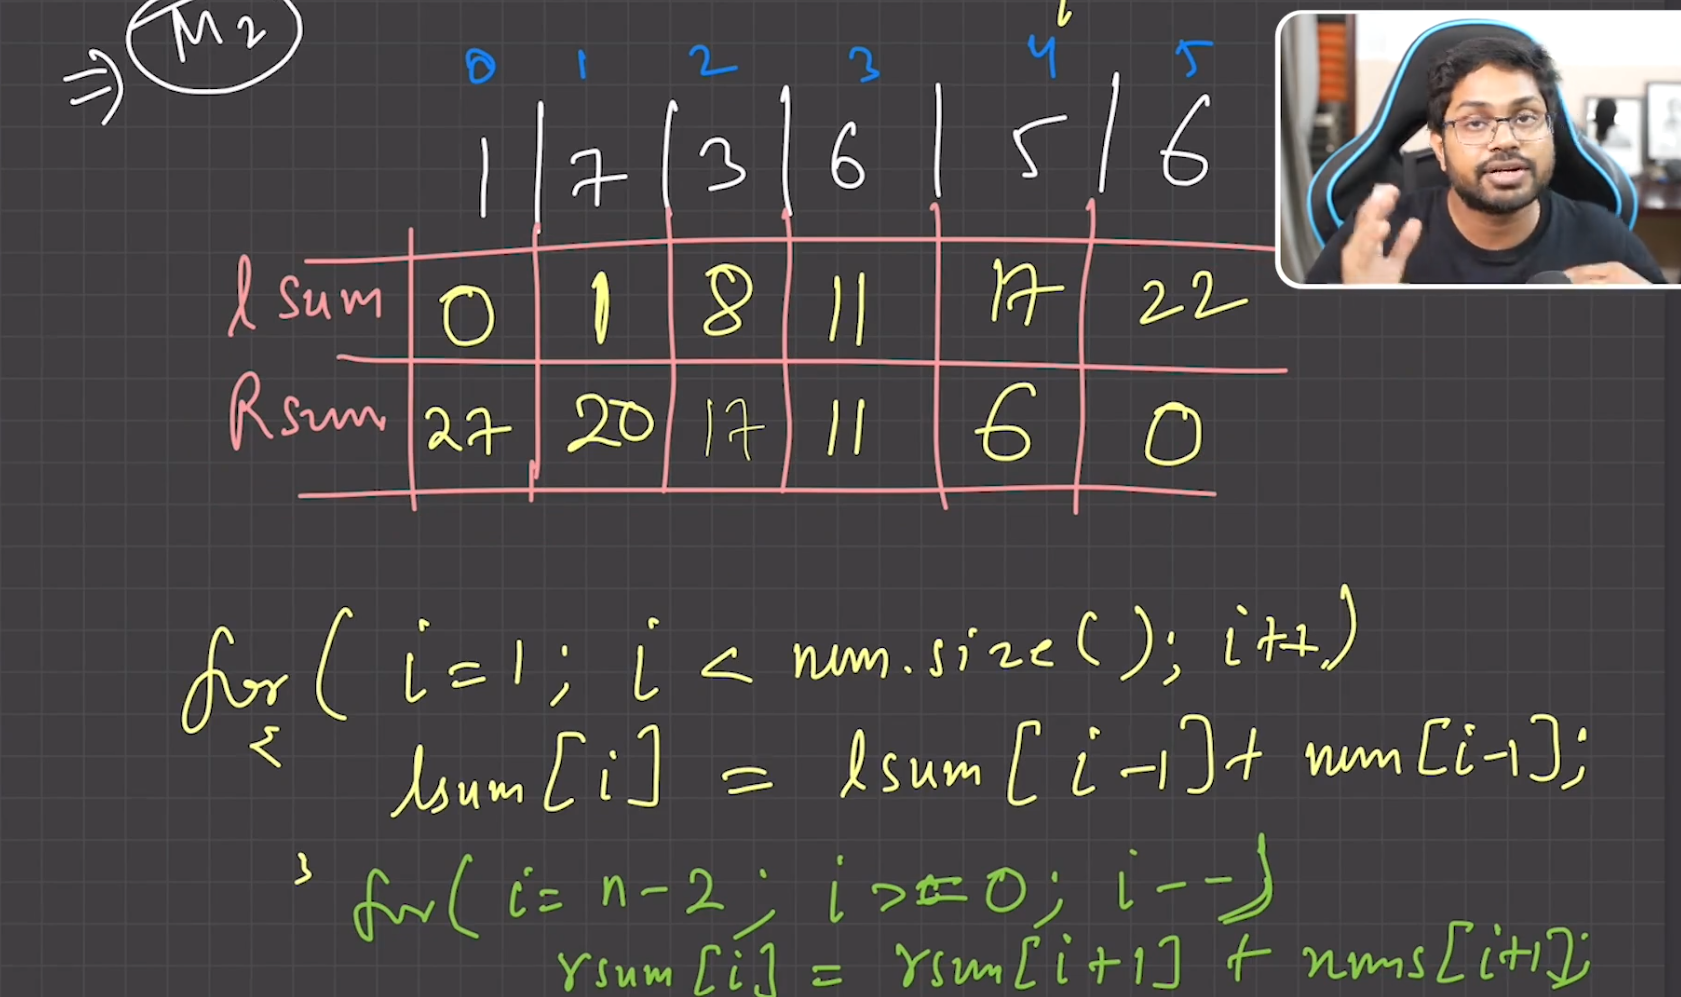 ⇒ M2
i
0 1 2 3 4 5
1 | 7 | 3 | 6 | 5 | 6
lsum 0 1 8 11 17 22
Rsum 27 20 17 11 6 0
for( i=1; i < num.size(); i++)
{
lsum[i] = lsum[i-1]+ num[i-1];
}
for( i= n-2; i>=0; i--)
rsum[i] = rsum[i+1] + nums[i+1];